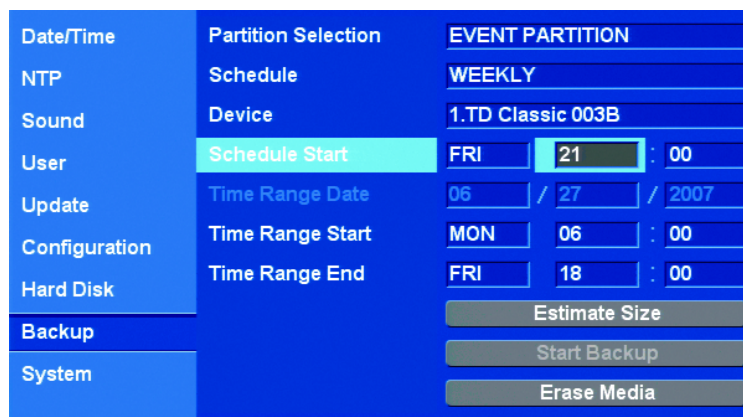 Date/Time
NTP
Sound
User
Update
Configuration
Hard Disk
Backup
System
Partition Selection EVENT PARTITION
Schedule WEEKLY
Device 1.TD Classic 003B
Schedule Start FRI 21 : 00
Time Range Date 06 / 27 / 2007
Time Range Start MON 06 : 00
Time Range End FRI 18 : 00
Estimate Size
Start Backup
Erase Media